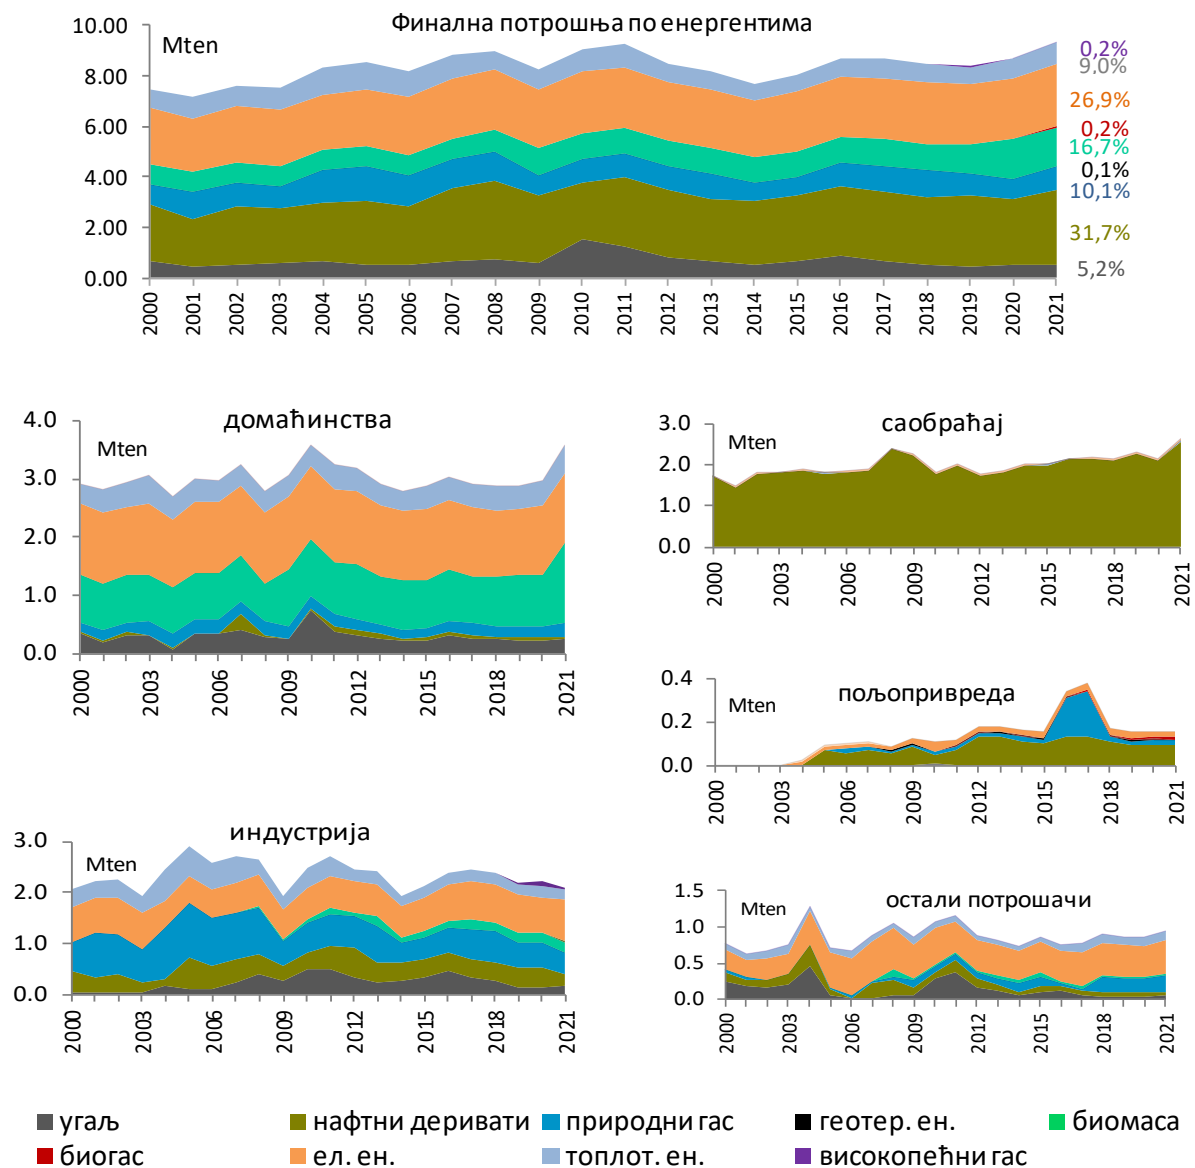 Финална потрошња по енергентима
Mten
10.00
8.00
6.00
4.00
2.00
0.00
2000 2001 2002 2003 2004 2005 2006 2007 2008 2009 2010 2011 2012 2013 2014 2015 2016 2017 2018 2019 2020 2021
0,2%
9,0%
26,9%
0,2%
16,7%
0,1%
10,1%
31,7%
5,2%
домаћинства
Mten
4.0
3.0
2.0
1.0
0.0
2000 2003 2006 2009 2012 2015 2018 2021
саобраћај
Mten
3.0
2.0
1.0
0.0
2000 2003 2006 2009 2012 2015 2018 2021
пољопривреда
Mten
0.4
0.2
0.0
2000 2003 2006 2009 2012 2015 2018 2021
индустрија
Mten
3.0
2.0
1.0
0.0
2000 2003 2006 2009 2012 2015 2018 2021
остали потрошачи
Mten
1.5
1.0
0.5
0.0
2000 2003 2006 2009 2012 2015 2018 2021
угаљ нафтни деривати природни гас геотер. ен. биомаса
биогас ел. ен. топлот. ен. високопећни гас